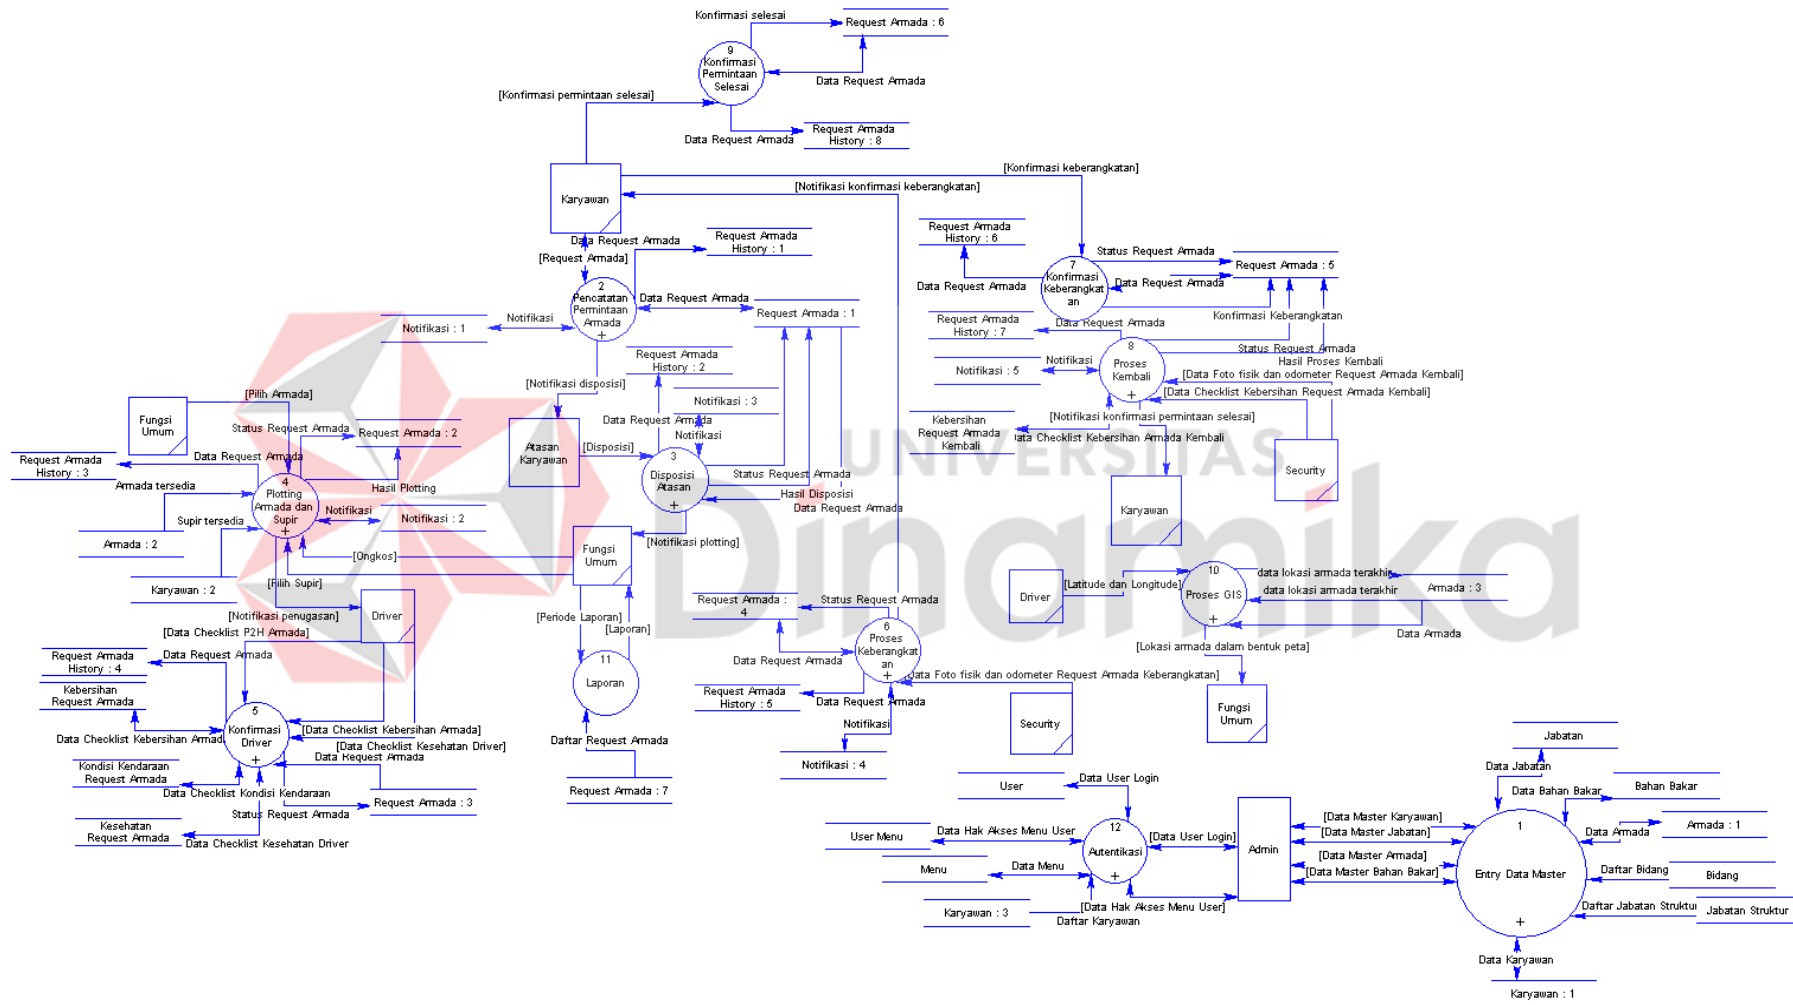 Konfirmasi selesai
Request Armada : 6
9
Konfirmasi
Permintaan
Selesai
Data Request Armada
[Konfirmasi permintaan selesai]
Data Request Armada
Request Armada
History : 8
Karyawan
[Konfirmasi keberangkatan]
[Notifikasi konfirmasi keberangkatan]
Data Request Armada
[Request Armada]
Request Armada
History : 1
2
Pencatatan
Permintaan
Armada
+
Data Request Armada
Request Armada : 1
Notifikasi
Notifikasi : 1
Request Armada
History : 6
Status Request Armada
Request Armada : 5
7
Konfirmasi
Keberangkat
an
Data Request Armada
Data Request Armada
Konfirmasi Keberangkatan
Request Armada
History : 7
Data Request Armada
8
Proses
Kembali
+
Status Request Armada
Hasil Proses Kembali
Notifikasi
Notifikasi : 5
[Data Foto fisik dan odometer Request Armada Kembali]
[Data Checklist Kebersihan Request Armada Kembali]
[Notifikasi konfirmasi permintaan selesai]
Kebersihan
Request Armada
Kembali
Data Checklist Kebersihan Armada Kembali
Security
Karyawan
Request Armada
History : 2
[Notifikasi disposisi]
Notifikasi : 3
Data Request Armada
Notifikasi
Atasan
Karyawan
[Disposisi]
3
Disposisi
Atasan
+
Status Request Armada
Hasil Disposisi
Data Request Armada
[Notifikasi plotting]
[Pilih Armada]
Fungsi
Umum
Status Request Armada
Request Armada : 2
Data Request Armada
Request Armada
History : 3
4
Plotting
Armada dan
Supir
+
Hasil Plotting
Armada tersedia
Notifikasi
Notifikasi : 2
Supir tersedia
Armada : 2
[Ongkos]
Fungsi
Umum
Karyawan : 2
[Pilih Supir]
[Notifikasi penugasan]
Driver
[Periode Laporan]
[Laporan]
11
Laporan
Daftar Request Armada
Request Armada : 7
[Data Checklist P2H Armada]
Request Armada
History : 4
Data Request Armada
Kebersihan
Request Armada
5
Konfirmasi
Driver
+
[Data Checklist Kebersihan Armada]
Data Checklist Kebersihan Armada
[Data Checklist Kesehatan Driver]
Data Request Armada
Kondisi Kendaraan
Request Armada
Data Checklist Kondisi Kendaraan
Request Armada : 3
Status Request Armada
Kesehatan
Request Armada
Data Checklist Kesehatan Driver
Request Armada :
4
Status Request Armada
6
Proses
Keberangkat
an
+
Data Request Armada
[Data Foto fisik dan odometer Request Armada Keberangkatan]
Request Armada
History : 5
Data Request Armada
Notifikasi
Notifikasi : 4
Security
Driver
[Latitude dan Longitude]
10
Proses GIS
+
data lokasi armada terakhir
data lokasi armada terakhir
Armada : 3
Data Armada
[Lokasi armada dalam bentuk peta]
Fungsi
Umum
User
Data User Login
User Menu
Data Hak Akses Menu User
12
Autentikasi
+
[Data User Login]
Menu
Data Menu
Karyawan : 3
[Data Hak Akses Menu User]
Daftar Karyawan
Admin
[Data Master Karyawan]
[Data Master Jabatan]
[Data Master Armada]
[Data Master Bahan Bakar]
1
Entry Data Master
+
Jabatan
Data Jabatan
Data Bahan Bakar
Bahan Bakar
Data Armada
Armada : 1
Daftar Bidang
Bidang
Daftar Jabatan Struktur
Jabatan Struktur
Data Karyawan
Karyawan : 1
UNIVERSITAS
Dinamika